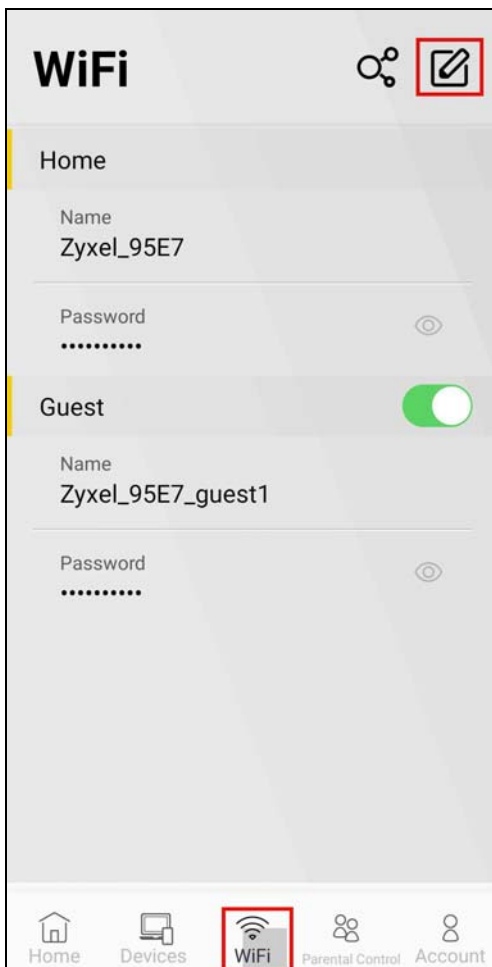 WiFi
Home
Name
Zyxel_95E7
Password
••••••••••
Guest
Name
Zyxel_95E7_guest1
Password
••••••••••
Home Devices WiFi Parental Control Account